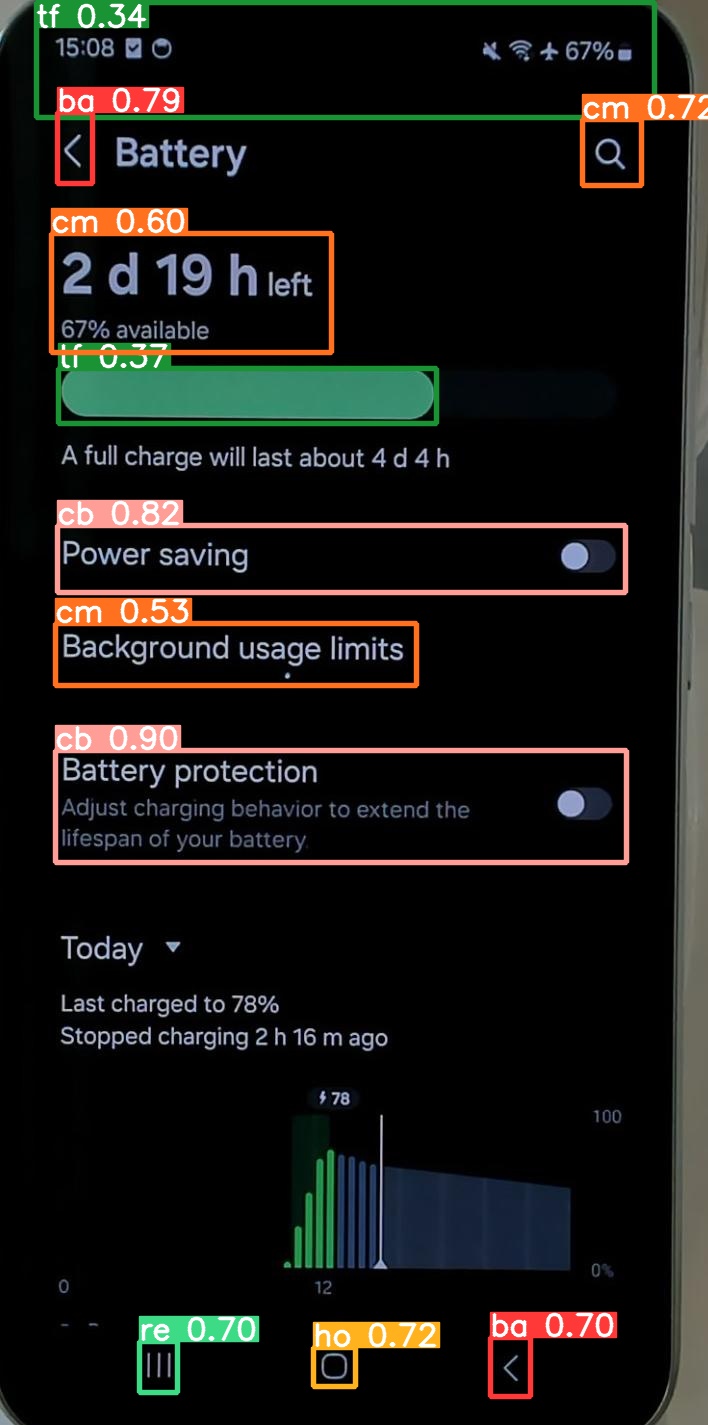 tf 0.34
15:08 67%
ba 0.79
cm 0.72
Battery
cm 0.60
2 d 19 h left
67% available
tf 0.37
A full charge will last about 4 d 4 h
cb 0.82
Power saving
cm 0.53
Background usage limits
cb 0.90
Battery protection
Adjust charging behavior to extend the
lifespan of your battery.
Today
Last charged to 78%
Stopped charging 2 h 16 m ago
78
100
0%
0 12
re 0.70
ho 0.72
ba 0.70